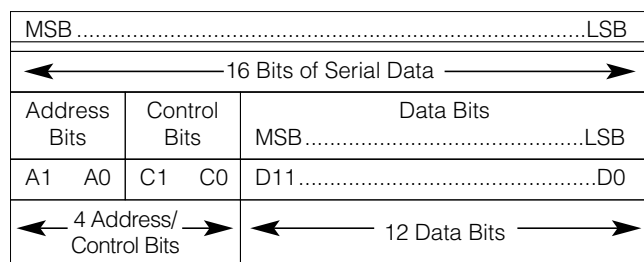 MSB.......................................................................LSB
16 Bits of Serial Data
Address Bits
Control Bits
Data Bits
MSB.......................................LSB
A1 A0 C1 C0 D11..........................................D0
4 Address/
Control Bits
12 Data Bits